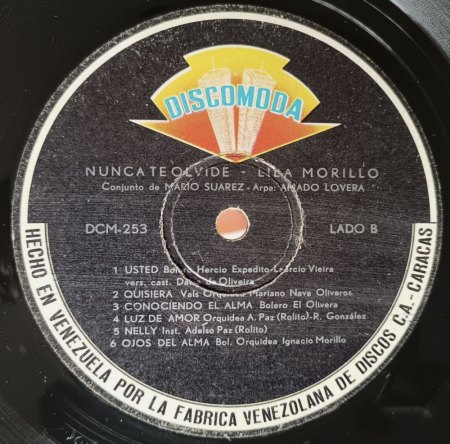 DISCOMODA
NUNCA TE OLVIDE - LILA MORILLO
Conjunto de MARIO SUAREZ - Arpa: AMADO LOVERA
DCM-253 LADO B
1 USTED Bolero Hercio Expedito-Laercio Vieira
vers. cast. Daba de Oliveira
2 QUISIERA Vals Orquidea Mariano Nava Oliveros
3 CONOCIENDO EL ALMA Bolero El Olivera
4 LUZ DE AMOR Orquidea A. Paz (Rolito)-R. González
5 NELLY Inst. Adelso Paz (Rolito)
6 OJOS DEL ALMA Bol. Orquidea Ignacio Morillo
HECHO EN VENEZUELA POR LA FABRICA VENEZOLANA DE DISCOS C.A.-CARACAS